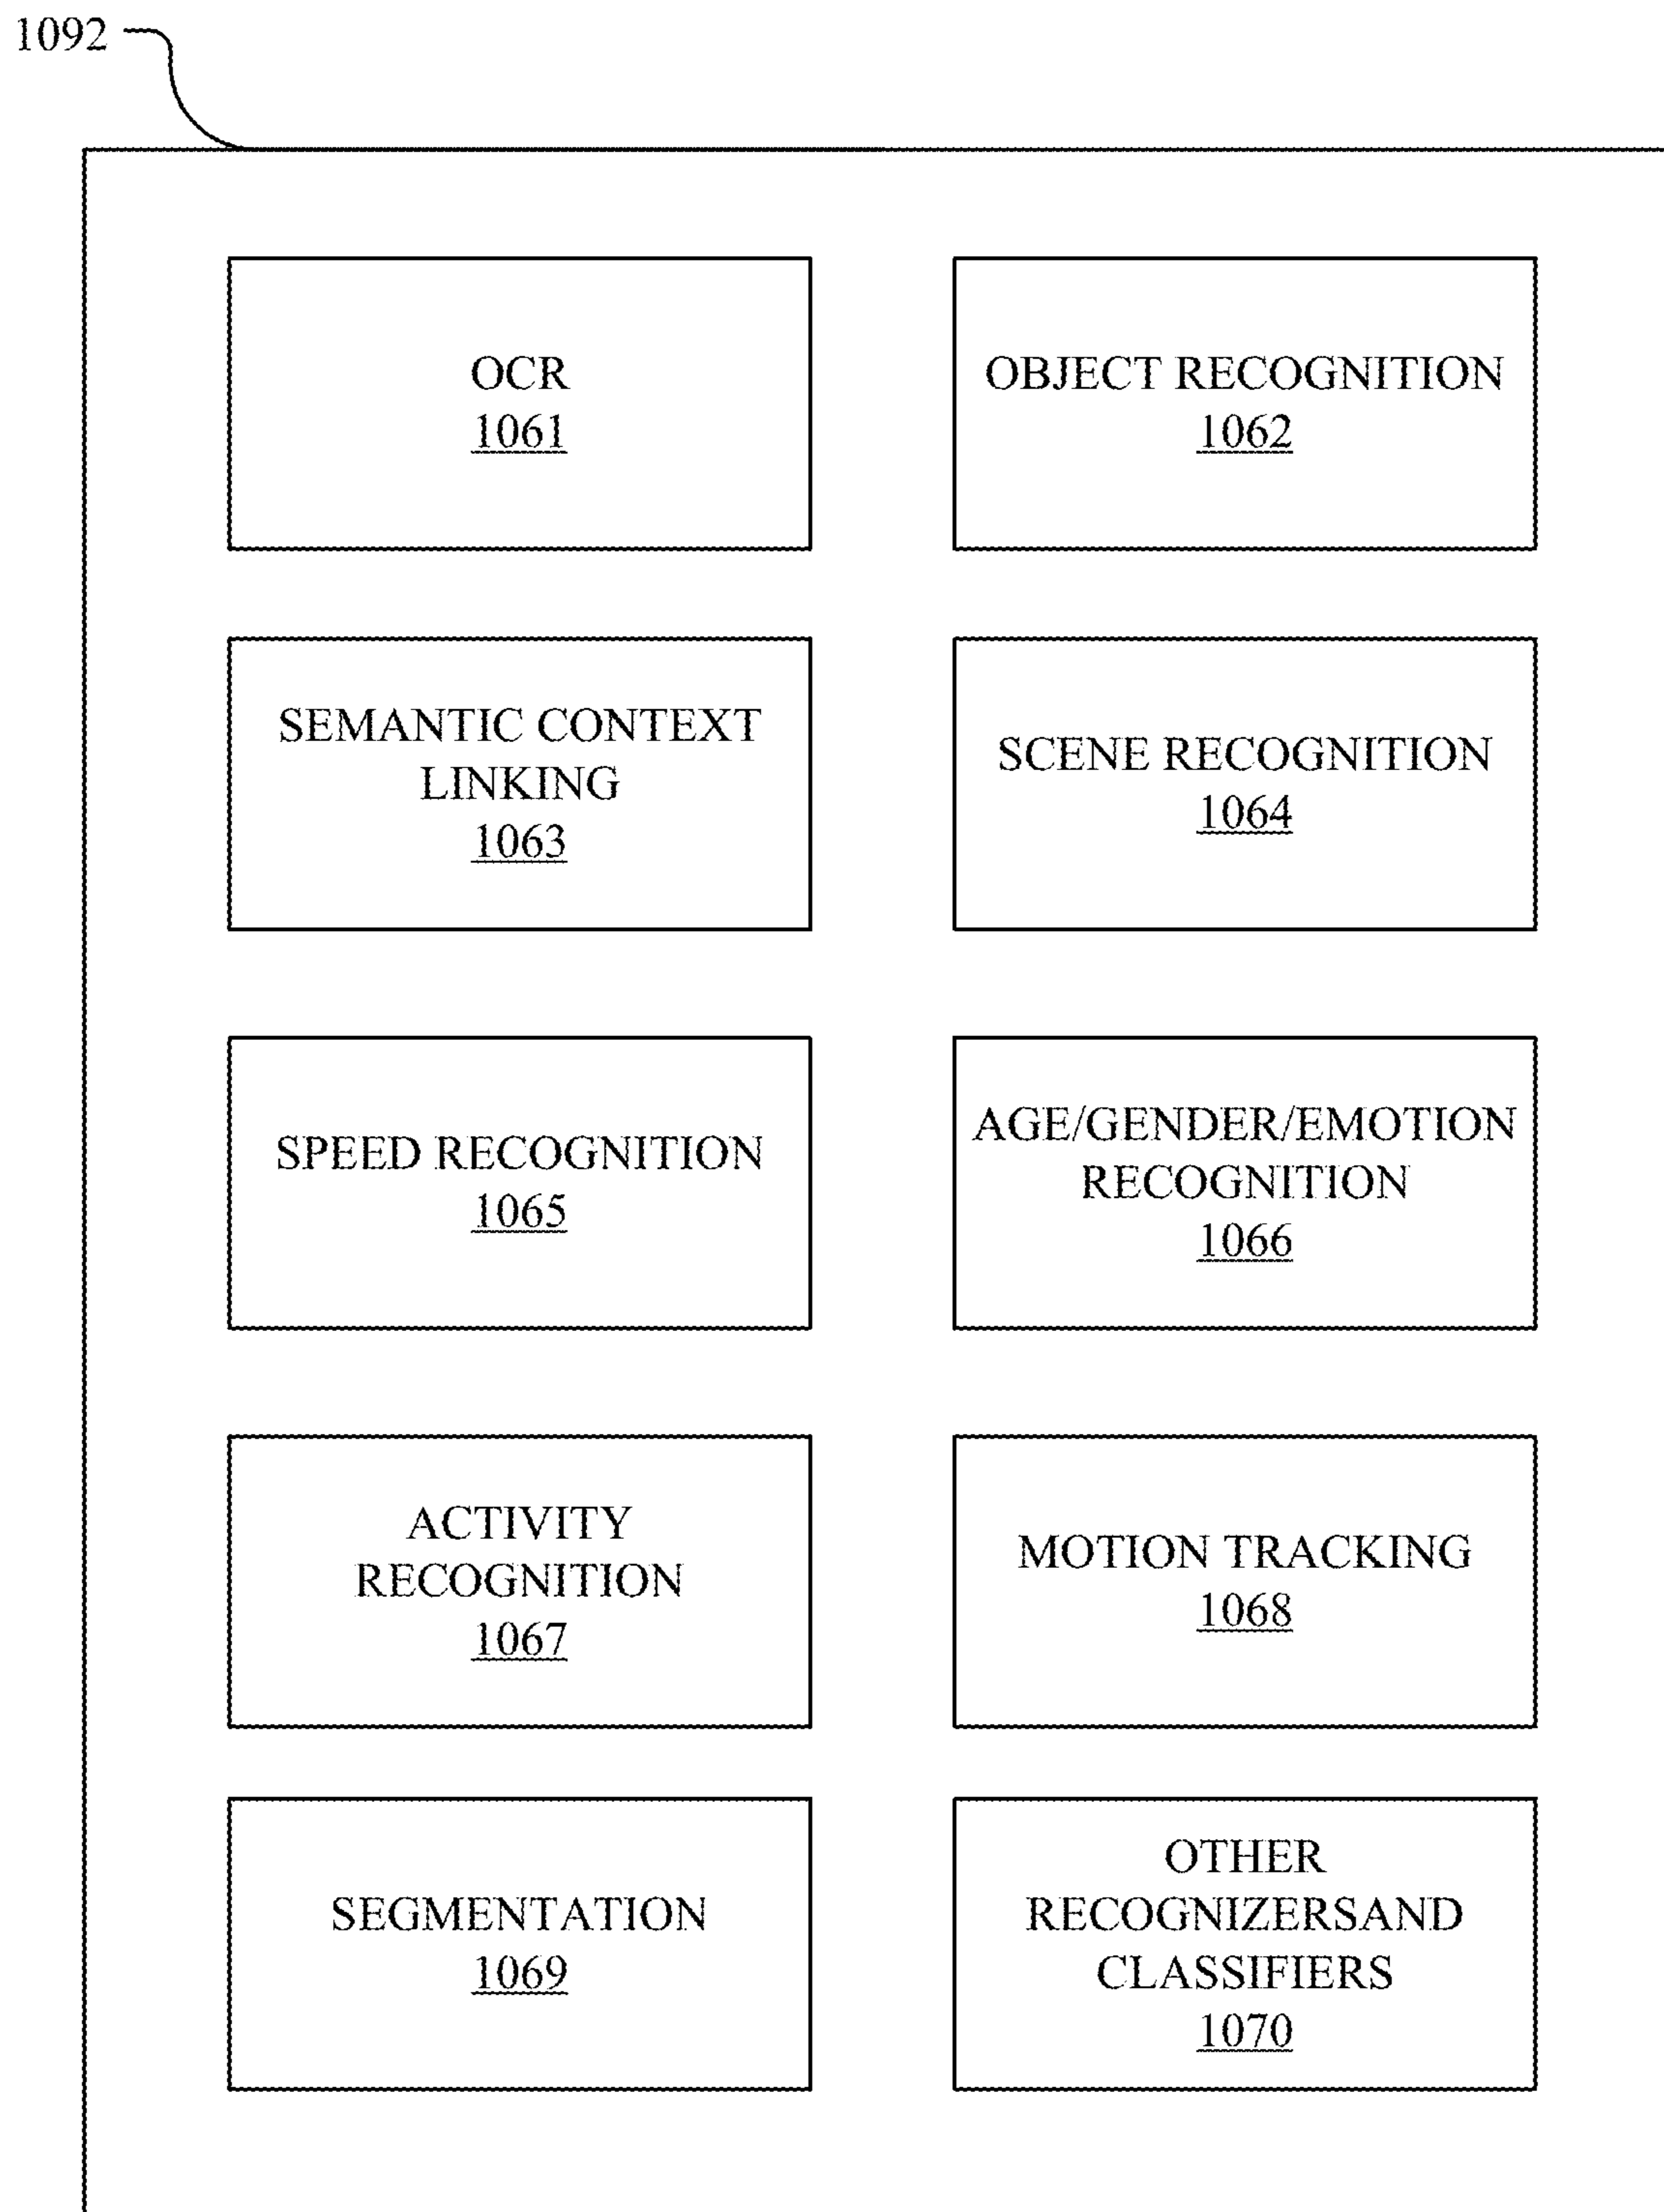 1092
OCR
1061
OBJECT RECOGNITION
1062
SEMANTIC CONTEXT
LINKING
1063
SCENE RECOGNITION
1064
SPEED RECOGNITION
1065
AGE/GENDER/EMOTION
RECOGNITION
1066
ACTIVITY
RECOGNITION
1067
MOTION TRACKING
1068
SEGMENTATION
1069
OTHER
RECOGNIZERSAND
CLASSIFIERS
1070